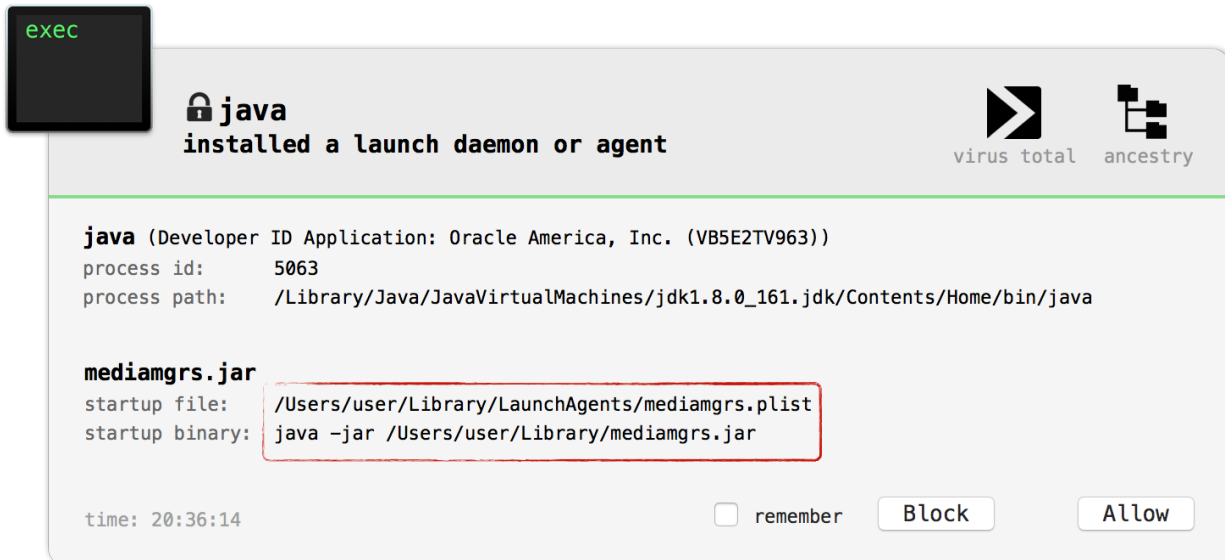 exec
java
installed a launch daemon or agent
virus total
ancestry
java (Developer ID Application: Oracle America, Inc. (VB5E2TV963))
process id: 5063
process path: /Library/Java/JavaVirtualMachines/jdk1.8.0_161.jdk/Contents/Home/bin/java
mediamgrs.jar
startup file: /Users/user/Library/LaunchAgents/mediamgrs.plist
startup binary: java -jar /Users/user/Library/mediamgrs.jar
time: 20:36:14
remember
Block
Allow